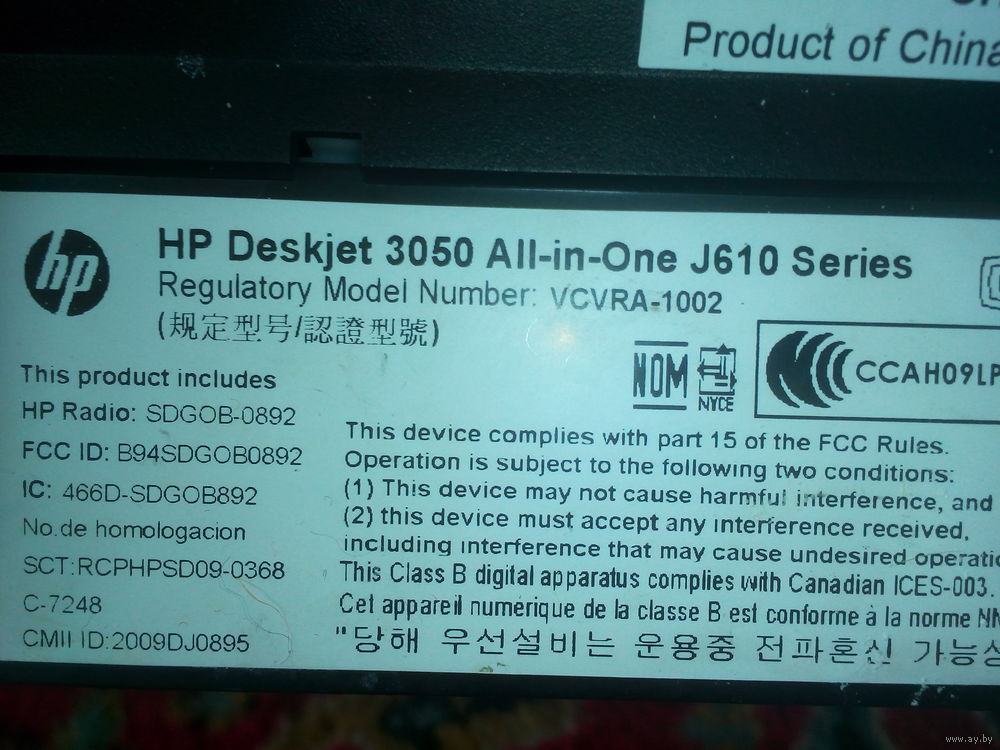 Product of China
hp
HP Deskjet 3050 All-in-One J610 Series
Regulatory Model Number: VCVRA-1002
(规定型号/認證型號)
NOM
NYCE
CCAH09LP
This product includes
HP Radio: SDGOB-0892
FCC ID: B94SDGOB0892
IC: 466D-SDGOB892
No.de homologacion
SCT:RCPHPSD09-0368
C-7248
CMII ID:2009DJ0895
This device complies with part 15 of the FCC Rules.
Operation is subject to the following two conditions:
(1) This device may not cause harmful interference, and
(2) this device must accept any interference received,
including interference that may cause undesired operatio
This Class B digital apparatus complies with Canadian ICES-003.
Cet appareil numérique de la classe B est conforme à la norme NM
"당해 우선설비는 운용중 전파혼신 가능성
www.ay.by